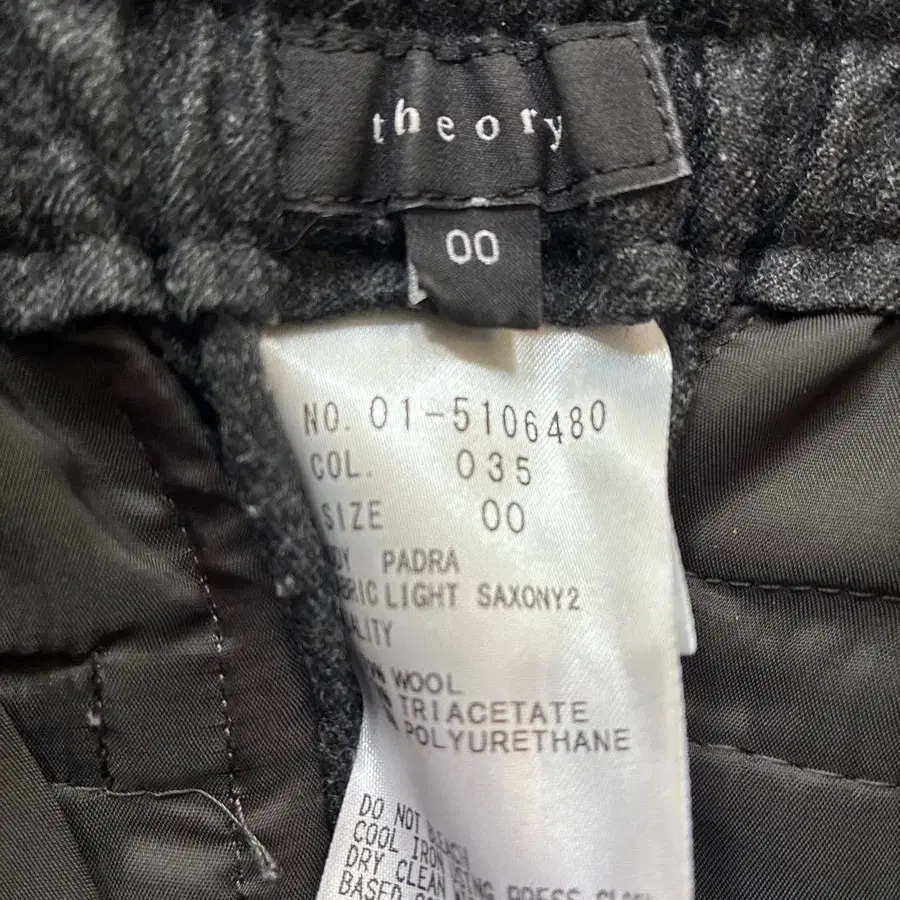 theory
00
NO. 01-5106480
COL. 035
SIZE 00
PADRA
LIGHT SAXONY2
WOOL
TRIACETATE
POLYURETHANE
DO NOT
COOL IRON
DRY CLEAN
BASED